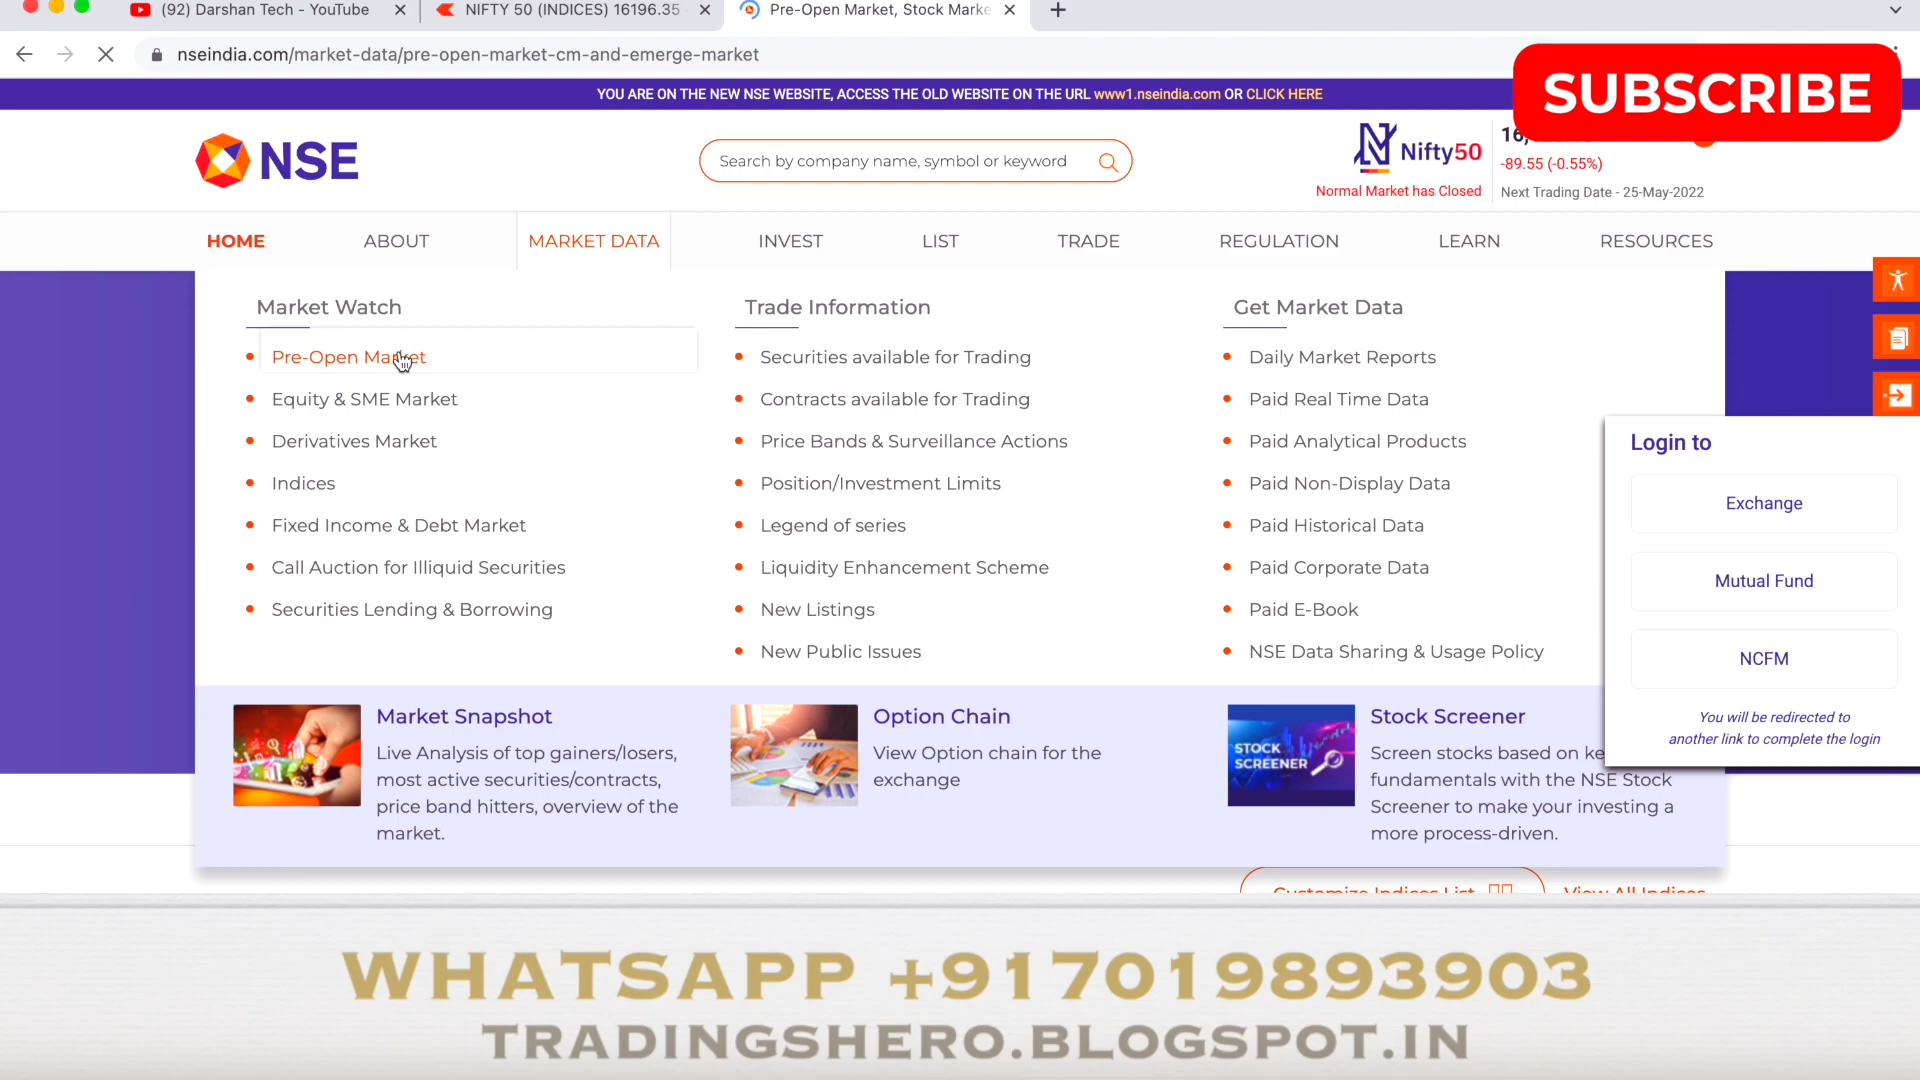 (92) Darshan Tech - YouTube
NIFTY 50 (INDICES) 16196.35
Pre-Open Market, Stock Marke
nseindia.com/market-data/pre-open-market-cm-and-emerge-market
YOU ARE ON THE NEW NSE WEBSITE, ACCESS THE OLD WEBSITE ON THE URL www1.nseindia.com OR CLICK HERE
SUBSCRIBE
NSE
Search by company name, symbol or keyword
Nifty50
16,
-89.55 (-0.55%)
Normal Market has Closed
Next Trading Date - 25-May-2022
HOME
ABOUT
MARKET DATA
INVEST
LIST
TRADE
REGULATION
LEARN
RESOURCES
Market Watch
Pre-Open Market
Equity & SME Market
Derivatives Market
Indices
Fixed Income & Debt Market
Call Auction for Illiquid Securities
Securities Lending & Borrowing
Trade Information
Securities available for Trading
Contracts available for Trading
Price Bands & Surveillance Actions
Position/Investment Limits
Legend of series
Liquidity Enhancement Scheme
New Listings
New Public Issues
Get Market Data
Daily Market Reports
Paid Real Time Data
Paid Analytical Products
Paid Non-Display Data
Paid Historical Data
Paid Corporate Data
Paid E-Book
NSE Data Sharing & Usage Policy
Login to
Exchange
Mutual Fund
NCFM
You will be redirected to
another link to complete the login
Market Snapshot
Live Analysis of top gainers/losers,
most active securities/contracts,
price band hitters, overview of the
market.
Option Chain
View Option chain for the
exchange
STOCK
SCREENER
Stock Screener
Screen stocks based on ke
fundamentals with the NSE Stock
Screener to make your investing a
more process-driven.
Customize Indices List
View All Indices
WHATSAPP +917019893903
TRADINGSHERO.BLOGSPOT.IN